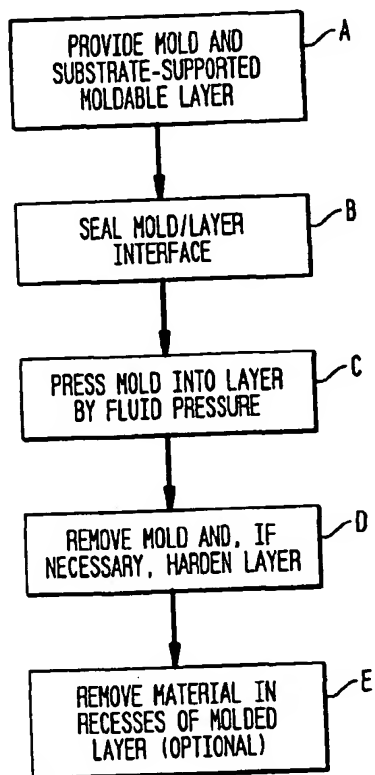 PROVIDE MOLD AND
SUBSTRATE-SUPPORTED
MOLDABLE LAYER
A
SEAL MOLD/LAYER
INTERFACE
B
PRESS MOLD INTO LAYER
BY FLUID PRESSURE
C
REMOVE MOLD AND, IF
NECESSARY, HARDEN LAYER
D
REMOVE MATERIAL IN
RECESSES OF MOLDED
LAYER (OPTIONAL)
E